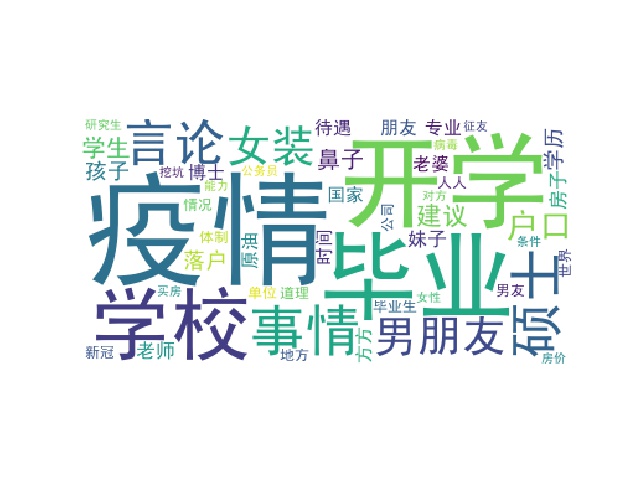 研究生
言论
女装
待遇
朋友
专业
征友
学生
鼻子
开学
病毒
学历
孩子
挖坑
博士
公务员
老婆
人人
房子
疫情
能力
国家
对方
情况
公司
建议
户口
体制
原油
时间
妹子
条件
落户
毕业
硕士
世界
学校
买房
单位
道理
毕业生
女性
男友
事情
男朋友
新冠
老师
地方
方方
房价